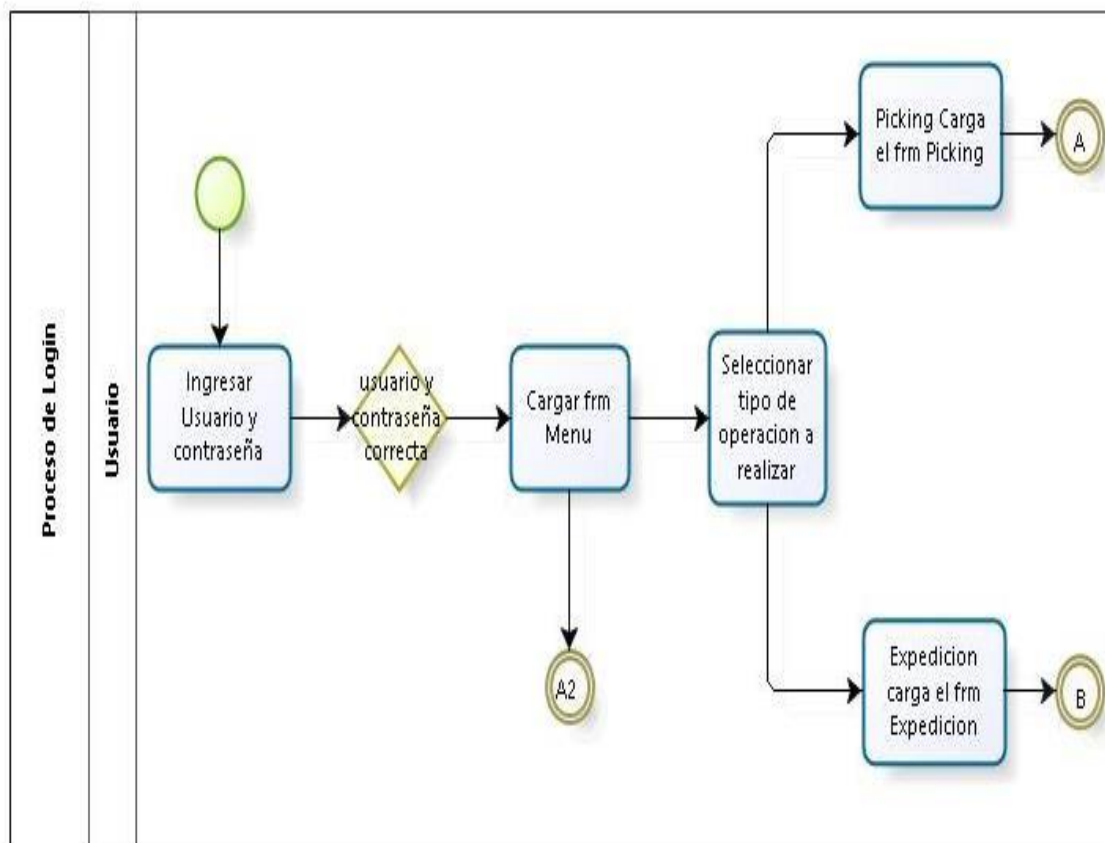 Proceso de Login
Usuario
Ingresar
Usuario y
contraseña
usuario y
contraseña
correcta
Cargar frm
Menu
A2
Seleccionar
tipo de
operacion a
realizar
Picking Carga
el frm Picking
A
Expedicion
carga el frm
Expedicion
B